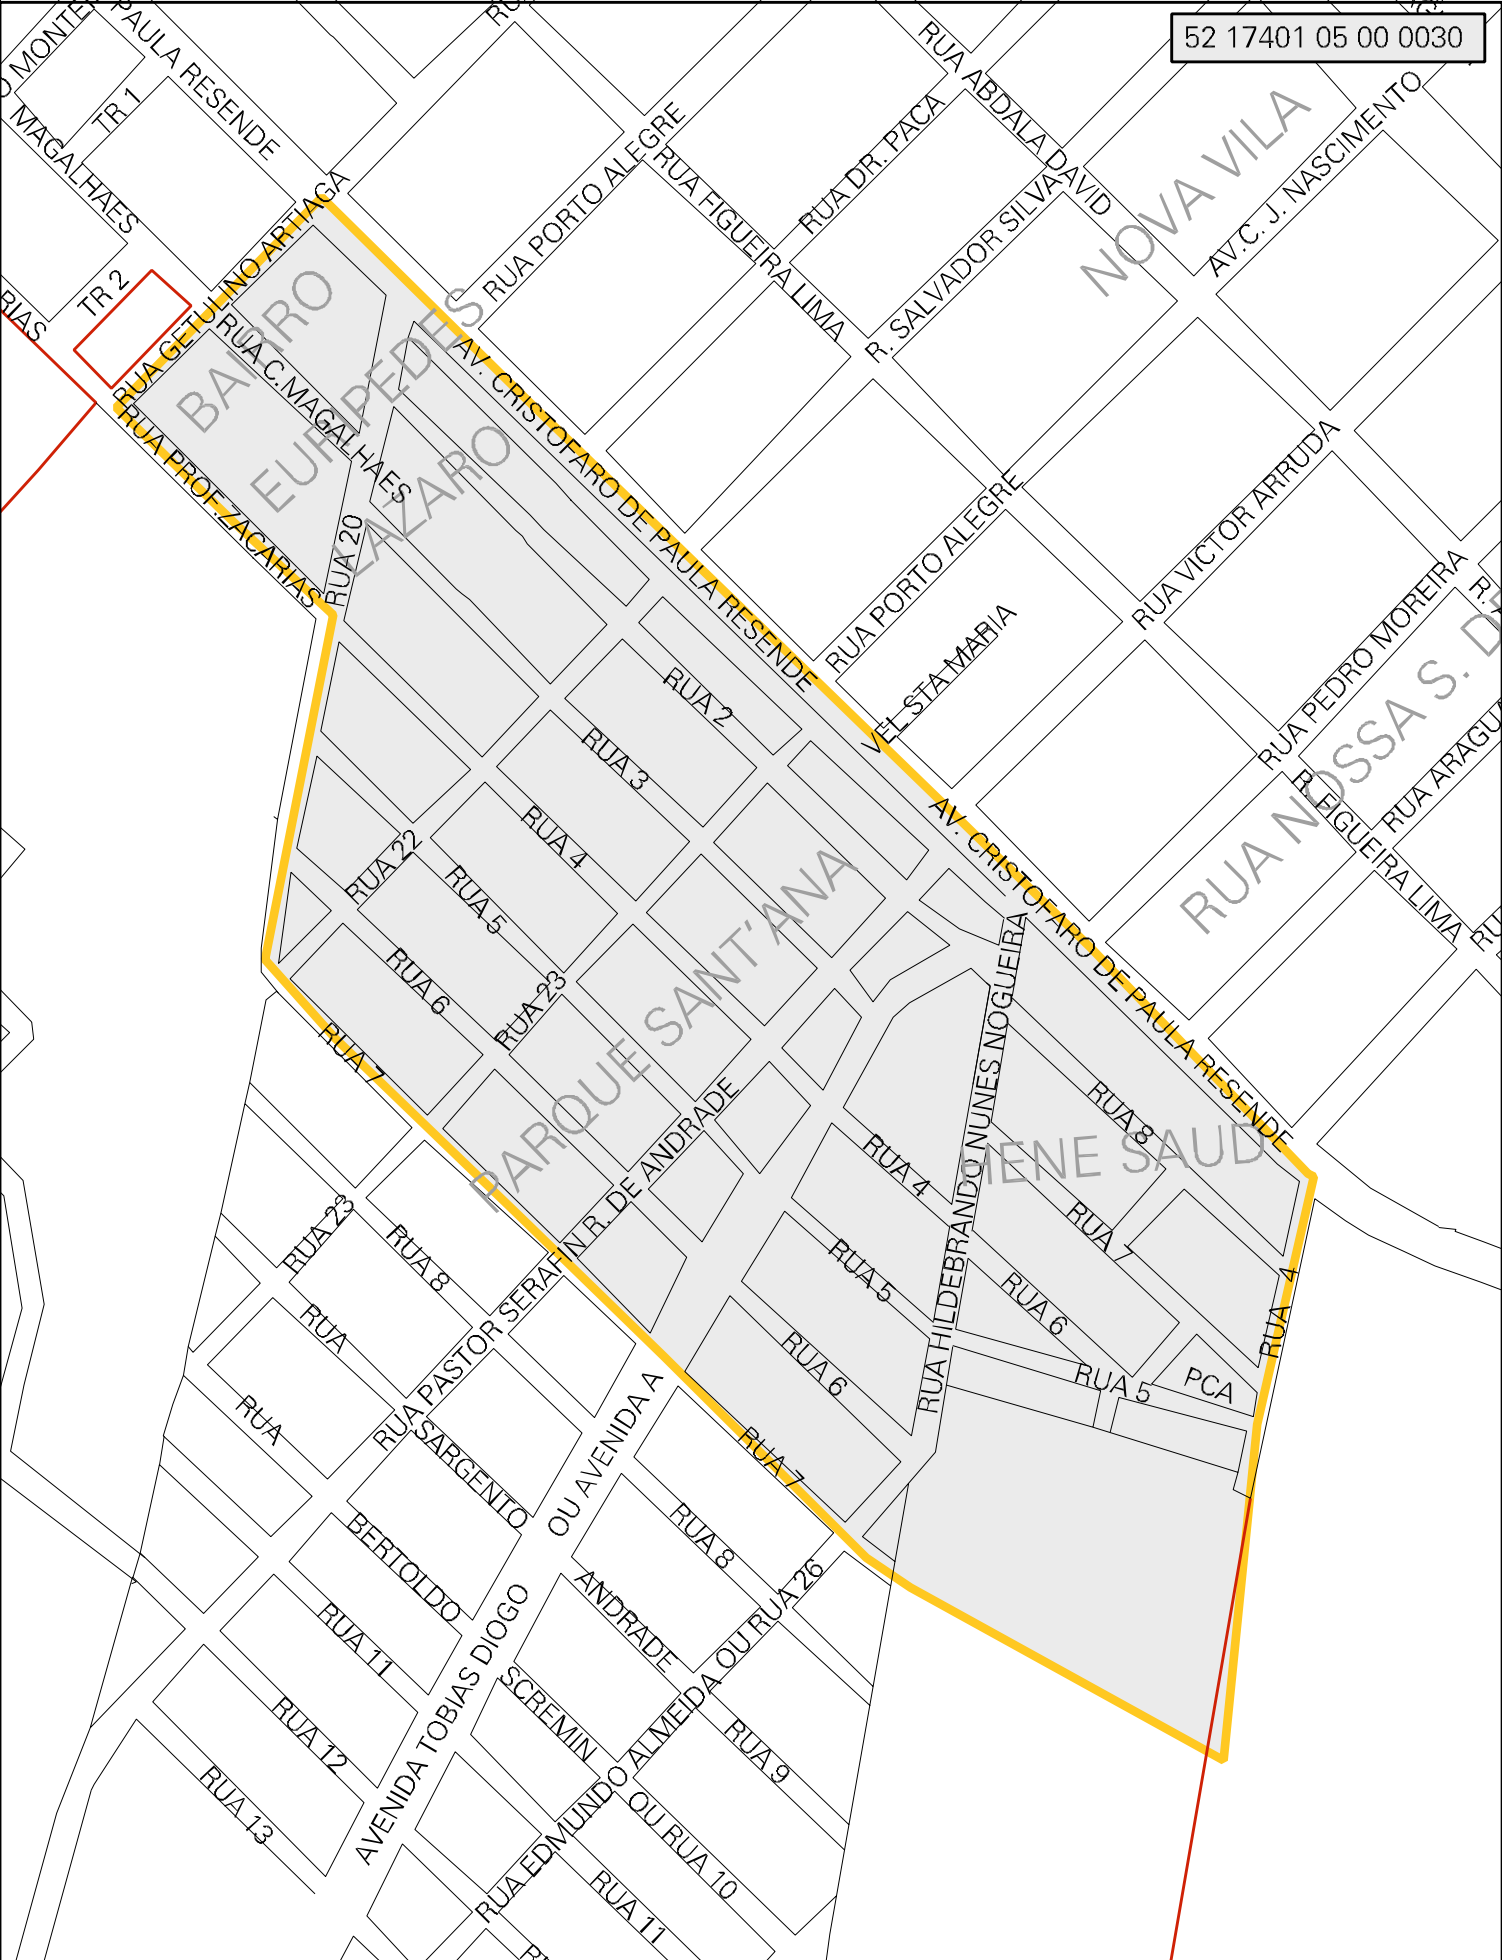 52 17401 05 00 0030
PAULA RESENDE
TR 1
MAGALHAES
TR 2
RUA ABDALA DAVID
RUA DR. PACA
NOVA VILA
AV.C. J. NASCIMENTO
RUA PORTO ALEGRE
RUA FIGUEIRA LIMA
R. SALVADOR SILVA
RUA GETULINO ARTIAGA
BAIRRO
EURIPEDES
LAZARO
RUA C.MAGALHAES
AV. CRISTOFARO DE PAULA RESENDE
RUA PROF.ZACARIAS
RUA 20
RUA PORTO ALEGRE
RUA VICTOR ARRUDA
VEL STA MARIA
RUA PEDRO MOREIRA
RUA NOSSA S.
R. FIGUEIRA LIMA
RUA 2
RUA 3
RUA 4
RUA 22
RUA 5
RUA 6
RUA 23
RUA 7
PARQUE SANT'ANA
AV. CRISTOFARO DE PAULA RESENDE
RUA HILDEBRANDO NUNES NOGUEIRA
HENE SAUD
RUA 8
RUA 4
RUA 7
RUA 5
RUA 6
RUA 6
RUA 5
PCA
RUA 4
RUA 7
RUA PASTOR SERAFIN R. DE ANDRADE
RUA 23
RUA 8
RUA
RUA
SARGENTO
BERTOLDO
OU AVENIDA A
AVENIDA TOBIAS DIOGO
RUA 8
ANDRADE
RUA 11
RUA 12
RUA 13
SCREMIN
RUA EDMUNDO ALMEIDA OU RUA 26
RUA 9
OU RUA 10
RUA 11